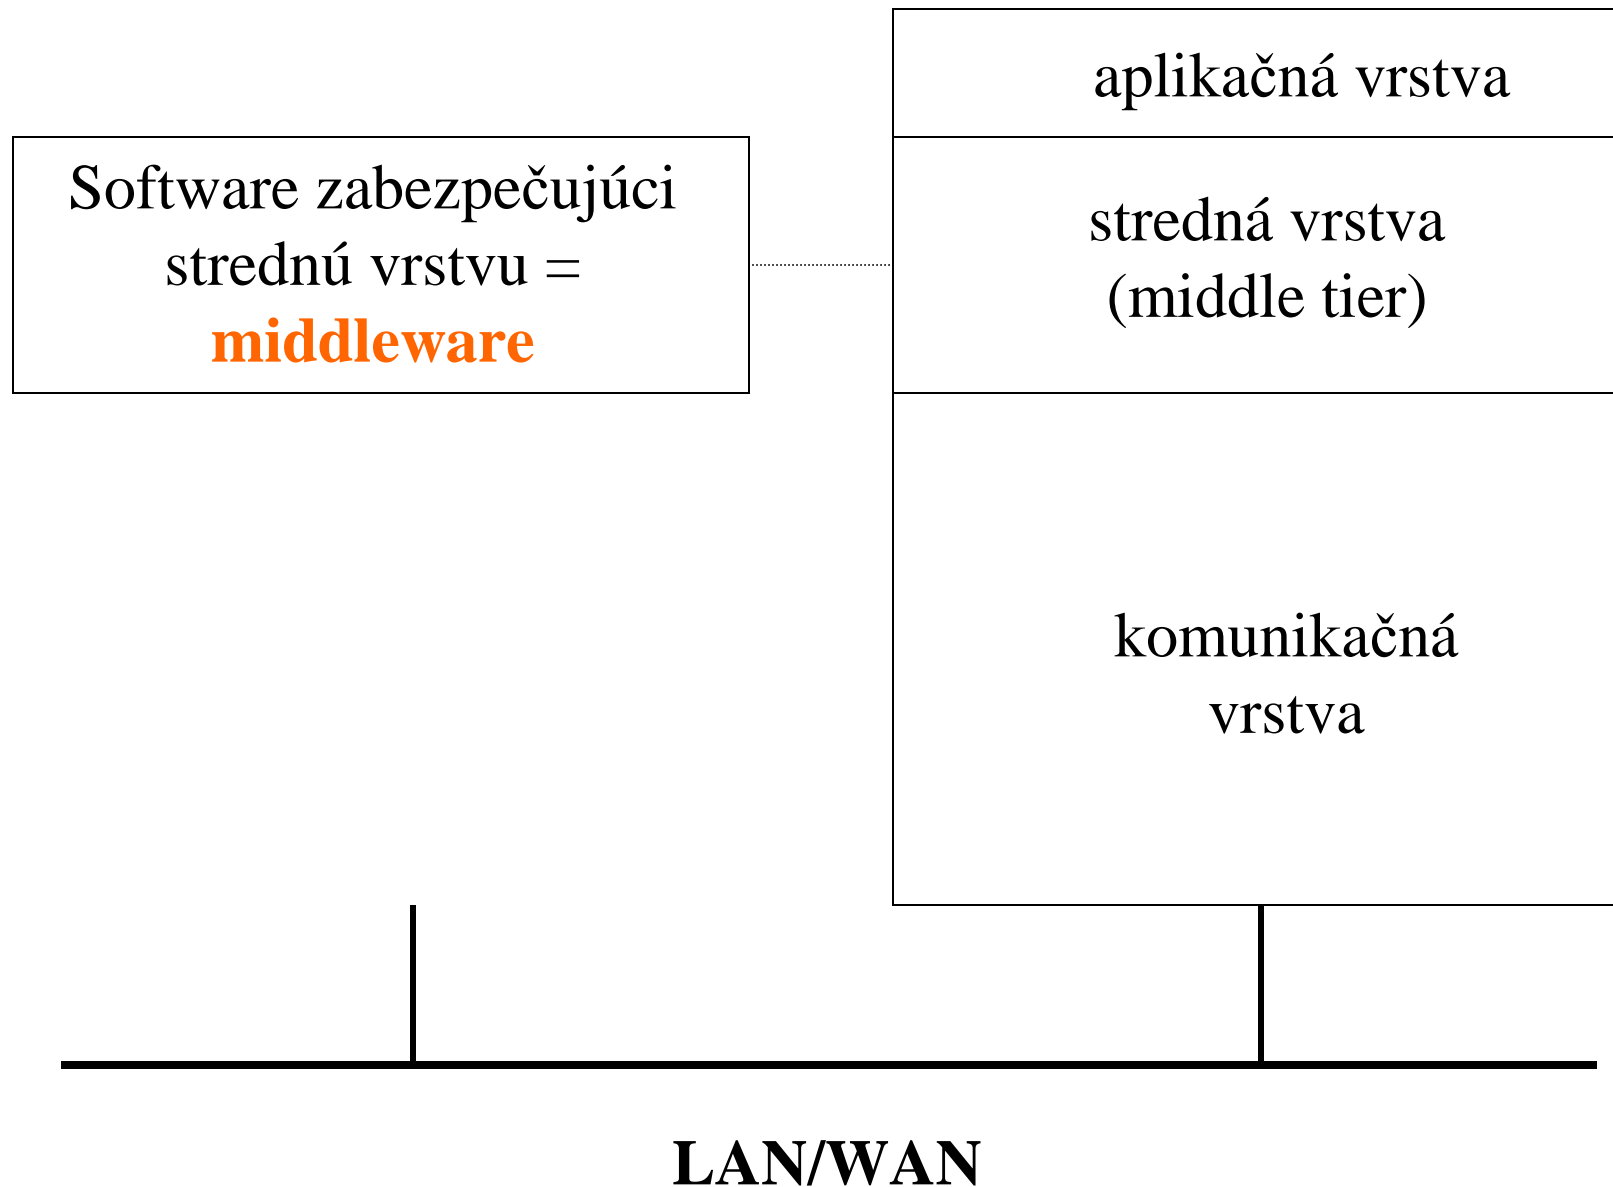 aplikačná vrstva
Software zabezpečujúci
strednú vrstvu =
middleware
stredná vrstva
(middle tier)
komunikačná
vrstva
LAN/WAN